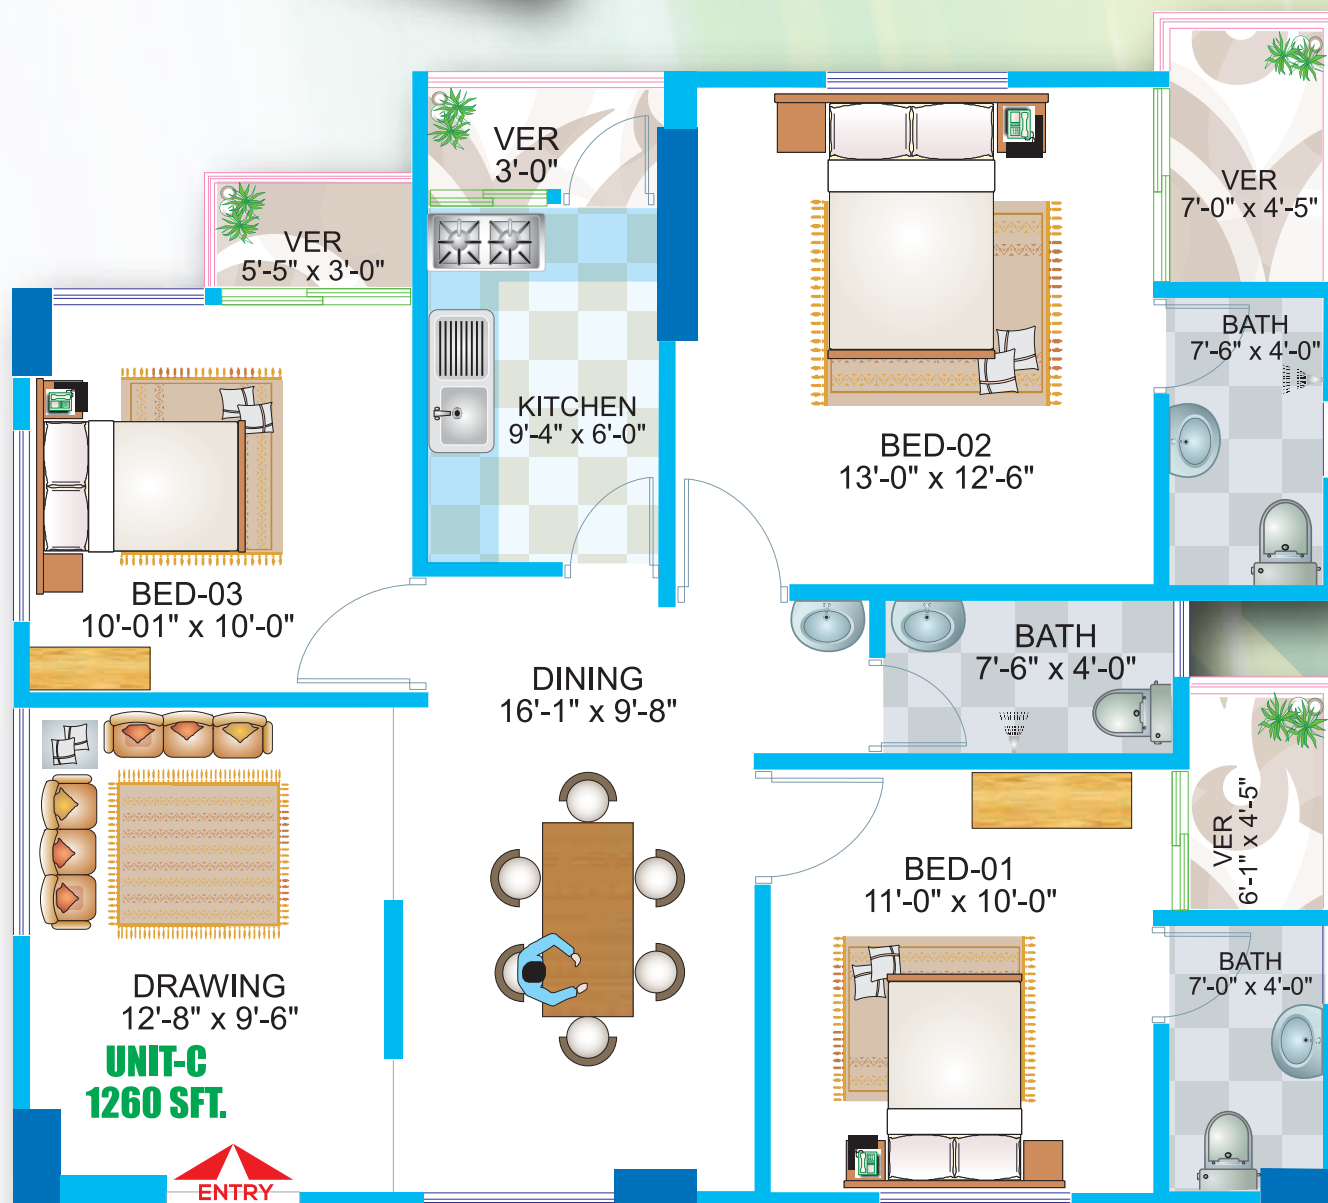 VER
3'-0"
VER
7'-0" x 4'-5"
VER
5'-5" x 3'-0"
BATH
7'-6" x 4'-0"
KITCHEN
9'-4" x 6'-0"
BED-02
13'-0" x 12'-6"
BED-03
10'-01" x 10'-0"
BATH
7'-6" x 4'-0"
DINING
16'-1" x 9'-8"
VER
6'-1" x 4'-5"
BED-01
11'-0" x 10'-0"
BATH
7'-0" x 4'-0"
DRAWING
12'-8" x 9'-6"
UNIT-C
1260 SFT.
ENTRY